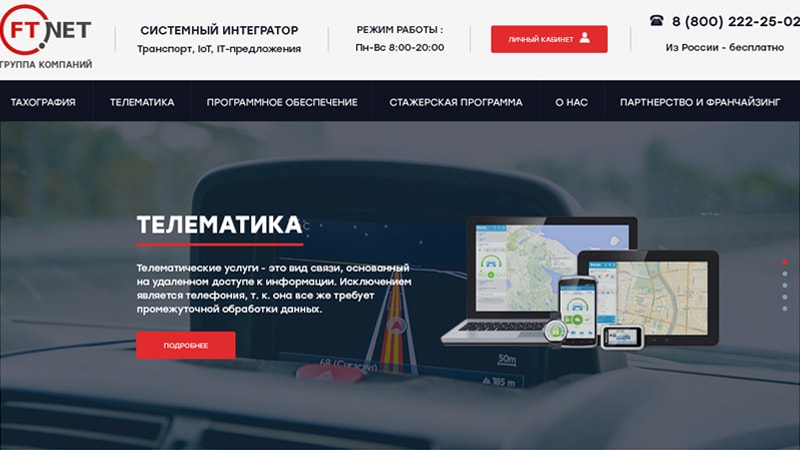 FT.NET
ГРУППА КОМПАНИЙ
СИСТЕМНЫЙ ИНТЕГРАТОР
Транспорт, IoT, IT-предложения
РЕЖИМ РАБОТЫ :
Пн-Вс 8:00-20:00
ЛИЧНЫЙ КАБИНЕТ
8 (800) 222-25-02
Из России - бесплатно
ТАХОГРАФИЯ
ТЕЛЕМАТИКА
ПРОГРАММНОЕ ОБЕСПЕЧЕНИЕ
СТАЖЕРСКАЯ ПРОГРАММА
О НАС
ПАРТНЕРСТВО И ФРАНЧАЙЗИНГ
ТЕЛЕМАТИКА
Телематические услуги - это вид связи, основанный
на удаленном доступе к информации. Исключением
является телефония, т. к. она все же требует
промежуточной обработки данных.
ПОДРОБНЕЕ
68 (Curacavi)
50m
185 m